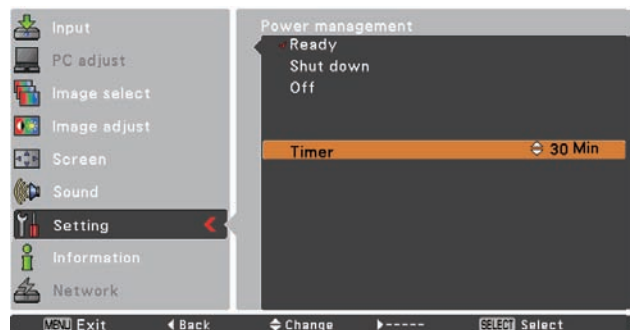 Input
PC adjust
Image select
Image adjust
Screen
Sound
Setting
Information
Network
Power management
Ready
Shut down
Off
Timer 30 Min
MENU Exit Back Change ----- SELECT Select